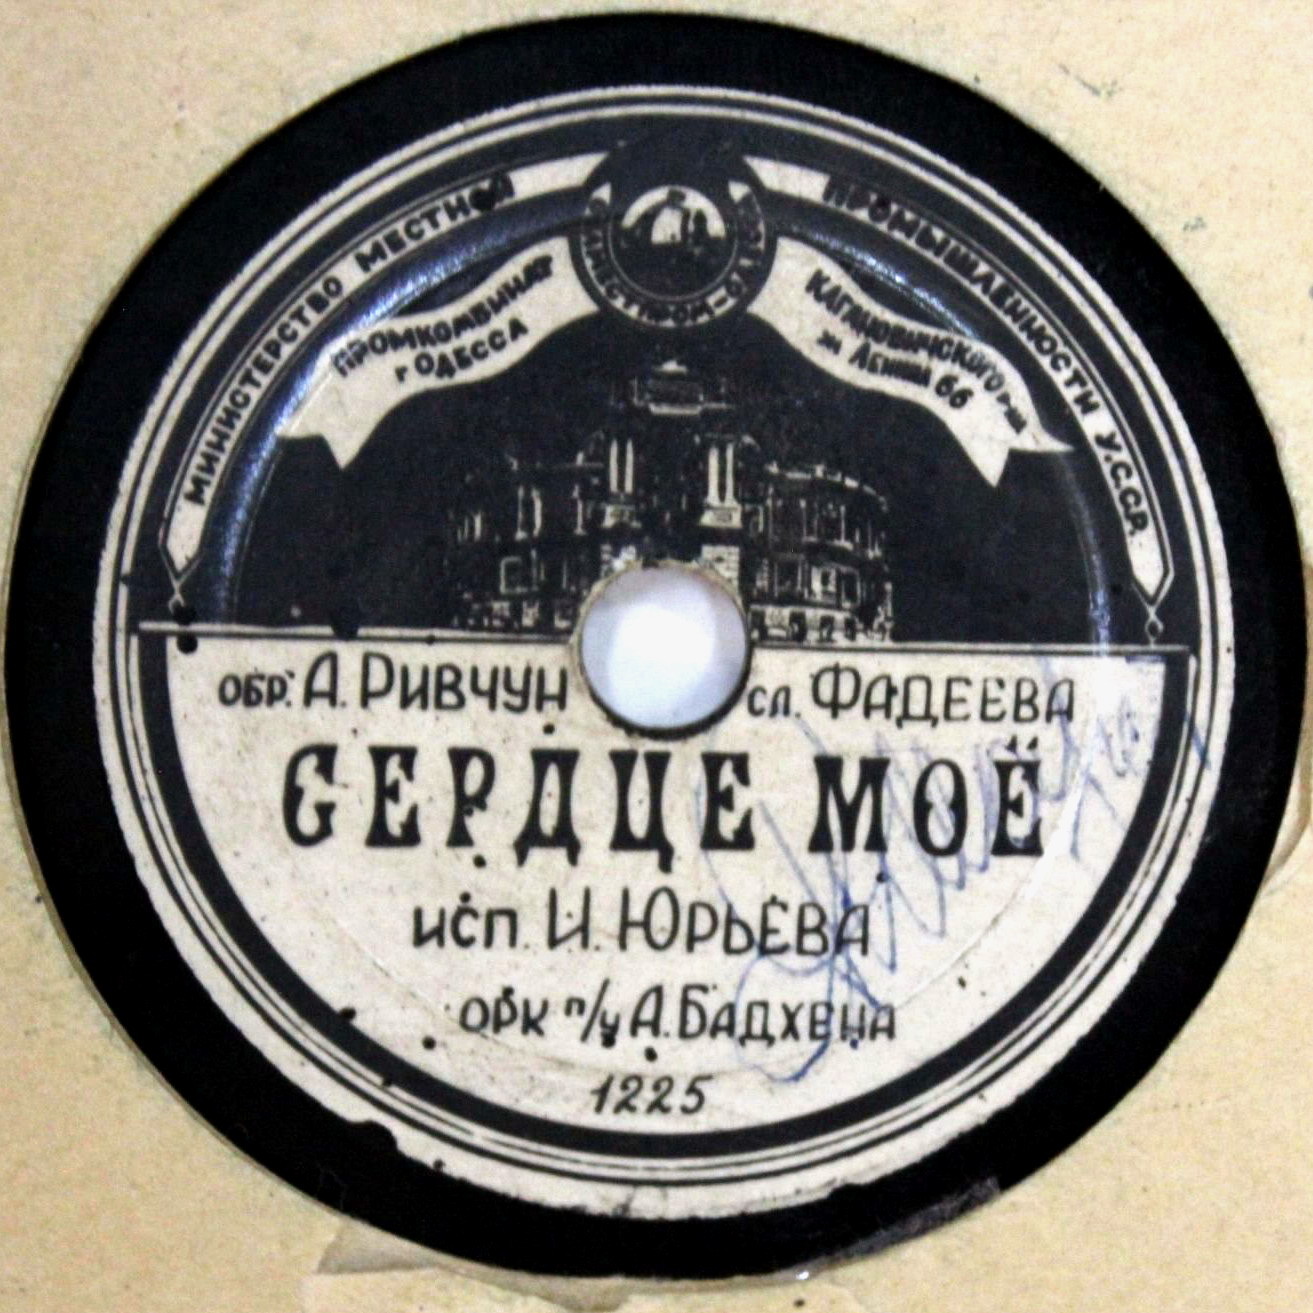 МИНИСТЕРСТВО МЕСТНОЙ ПРОМЫШЛЕННОСТИ У.С.С.Р.
ПРОМКОМБИНАТ
г ОДЕССА
КАГАНОВИЧСКОГО Р-НА
ЛЕНИНА 66
ОБР. А. РИВЧУН
СЛ. ФАДЕЕВА
СЕРДЦЕ МОЁ
ИСП. И. ЮРЬЕВА
ОРК П/У А. БАДХЕНА
1225